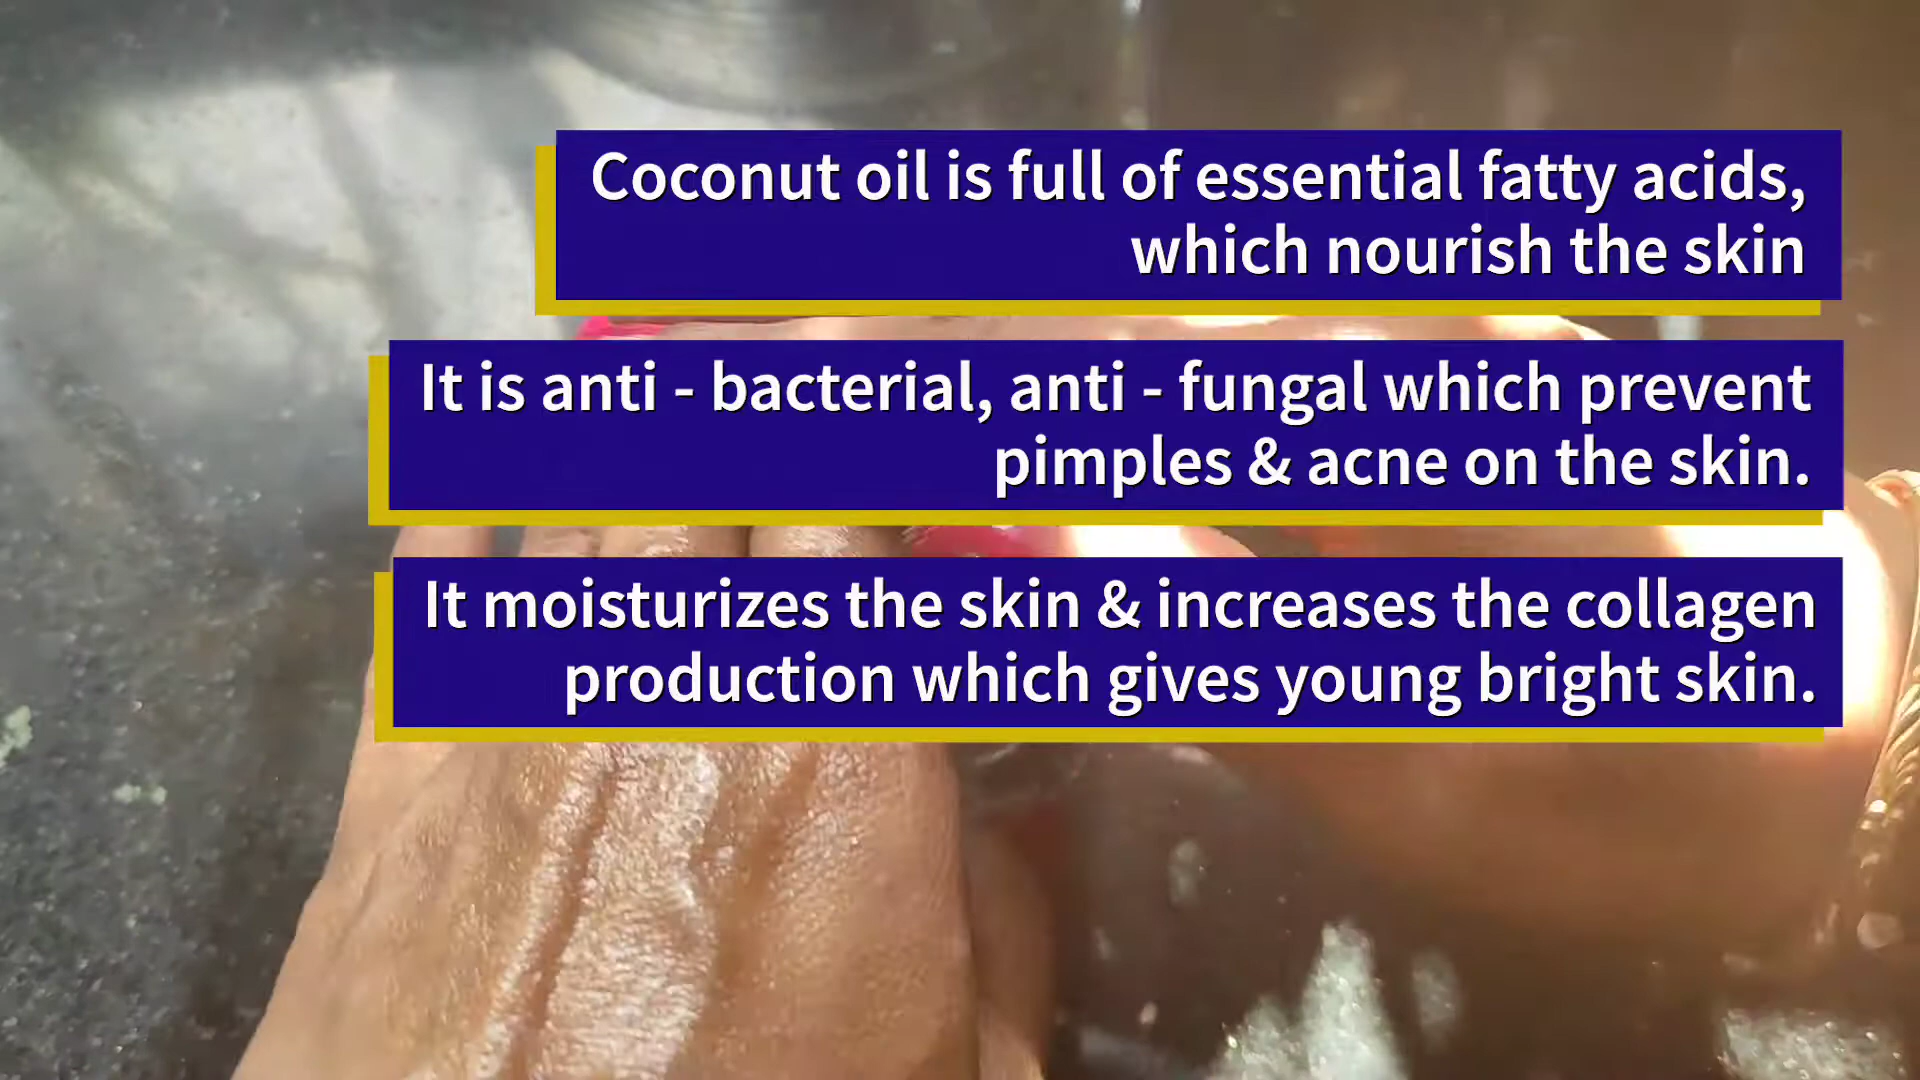 Coconut oil is full of essential fatty acids,
which nourish the skin
It is anti - bacterial, anti - fungal which prevent
pimples & acne on the skin.
It moisturizes the skin & increases the collagen
production which gives young bright skin.